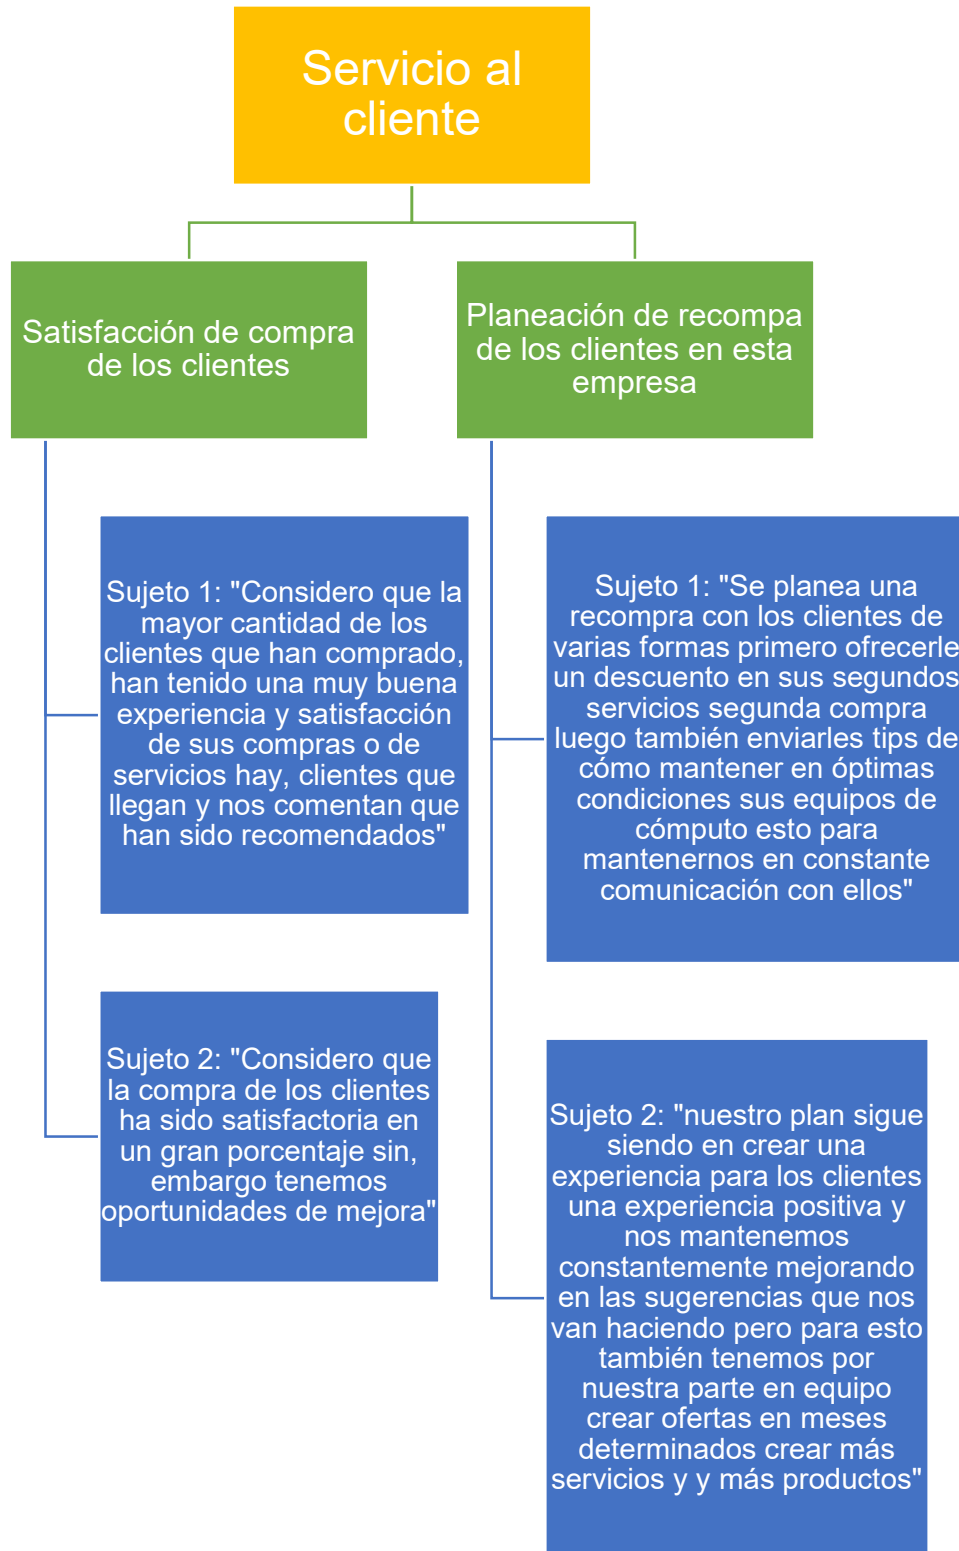 Servicio al
cliente
Satisfacción de compra
de los clientes
Planeación de recompa
de los clientes en esta
empresa
Sujeto 1: "Considero que la
mayor cantidad de los
clientes que han comprado,
han tenido una muy buena
experiencia y satisfacción
de sus compras o de
servicios hay, clientes que
llegan y nos comentan que
han sido recomendados"
Sujeto 2: "Considero que
la compra de los clientes
ha sido satisfactoria en
un gran porcentaje sin,
embargo tenemos
oportunidades de mejora"
Sujeto 1: "Se planea una
recompra con los clientes de
varias formas primero ofrecerle
un descuento en sus segundos
servicios segunda compra
luego también enviarles tips de
cómo mantener en óptimas
condiciones sus equipos de
cómputo esto para
mantenernos en constante
comunicación con ellos"
Sujeto 2: "nuestro plan sigue
siendo en crear una
experiencia para los clientes
una experiencia positiva y
nos mantenemos
constantemente mejorando
en las sugerencias que nos
van haciendo pero para esto
también tenemos por
nuestra parte en equipo
crear ofertas en meses
determinados crear más
servicios y y más productos"